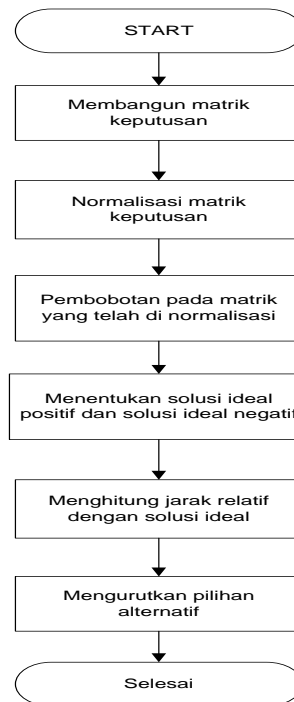 START
Membangun matrik
keputusan
Normalisasi matrik
keputusan
Pembobotan pada matrik
yang telah di normalisasi
Menentukan solusi ideal
positif dan solusi ideal negatif
Menghitung jarak relatif
dengan solusi ideal
Mengurutkan pilihan
alternatif
Selesai